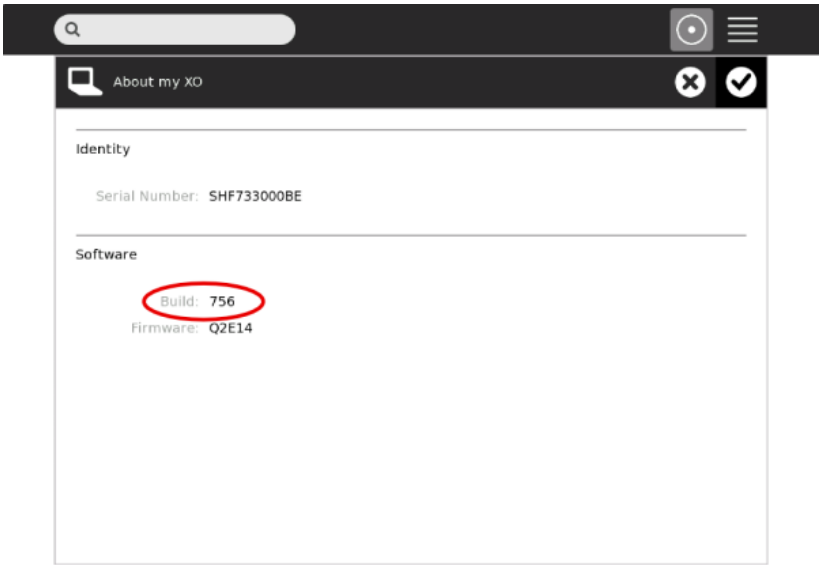 About my XO
Identity
Serial Number: SHF733000BE
Software
Build: 756
Firmware: Q2E14